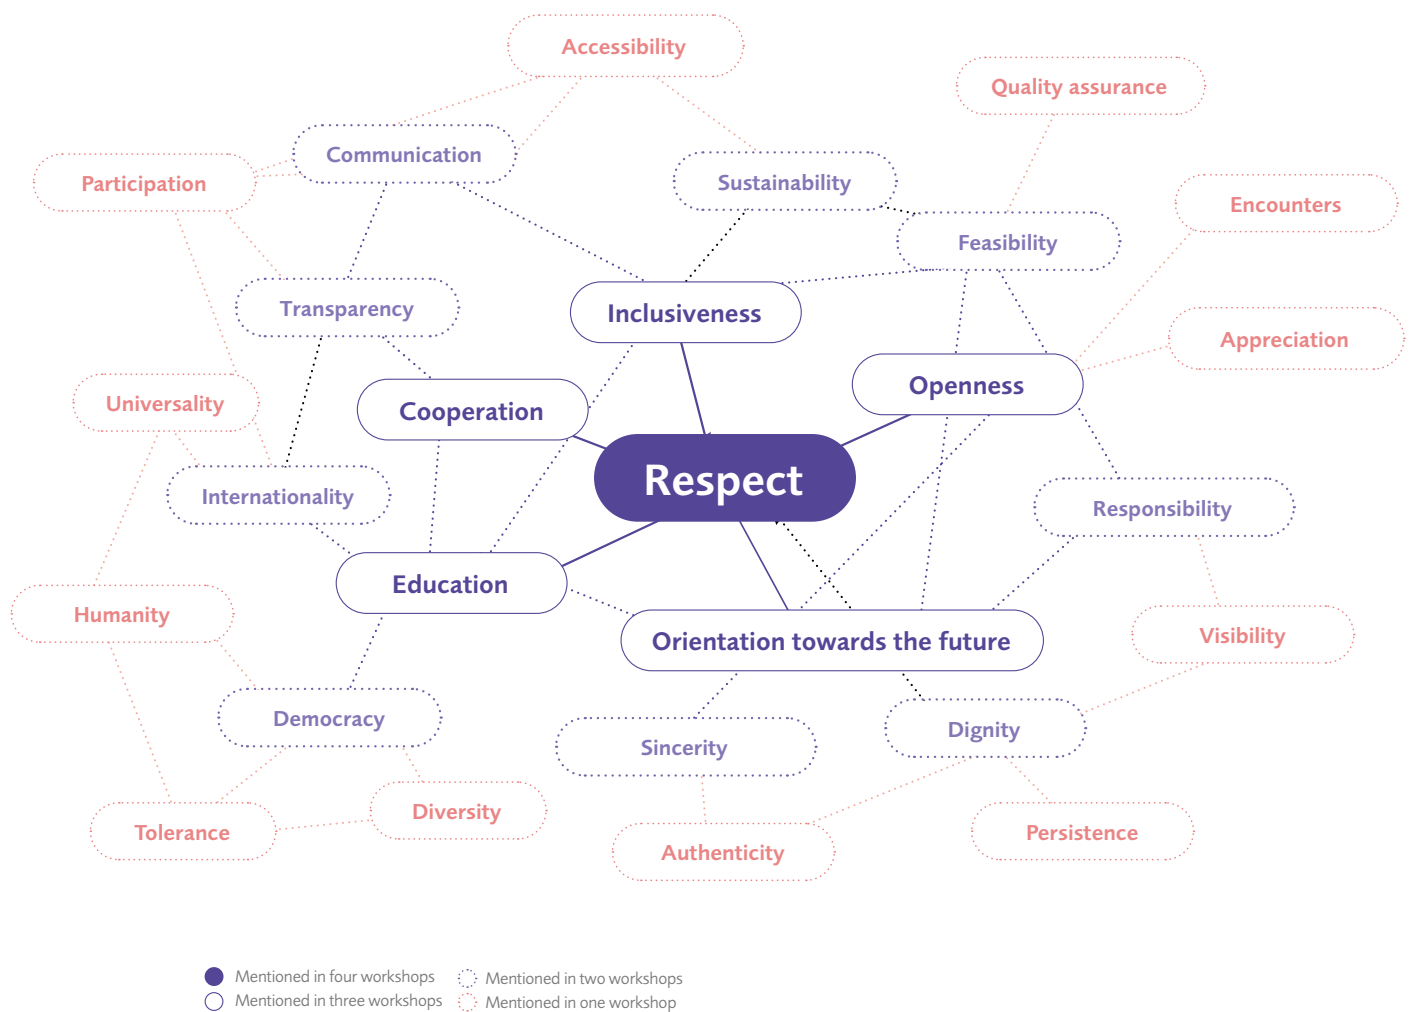 Accessibility
Quality assurance
Communication
Participation
Sustainability
Encounters
Feasibility
Transparency
Inclusiveness
Appreciation
Openness
Universality
Cooperation
Respect
Internationality
Responsibility
Education
Humanity
Orientation towards the future
Visibility
Democracy
Sincerity
Dignity
Diversity
Tolerance
Authenticity
Persistence
Mentioned in four workshops
Mentioned in two workshops
Mentioned in three workshops
Mentioned in one workshop